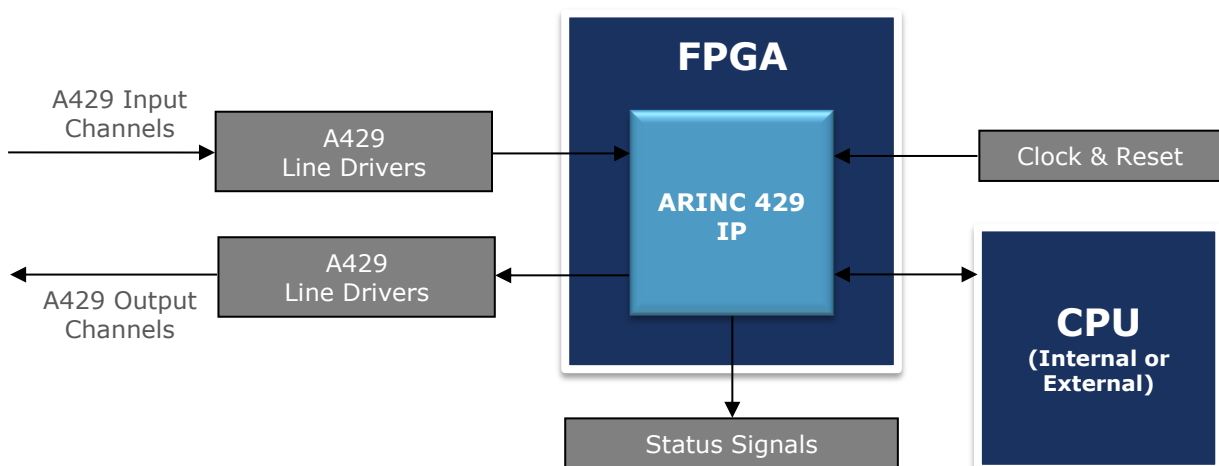 FPGA
A429 Input
Channels
A429
Line Drivers
Clock & Reset
ARINC 429
IP
A429
Line Drivers
A429 Output
Channels
CPU
(Internal or
External)
Status Signals